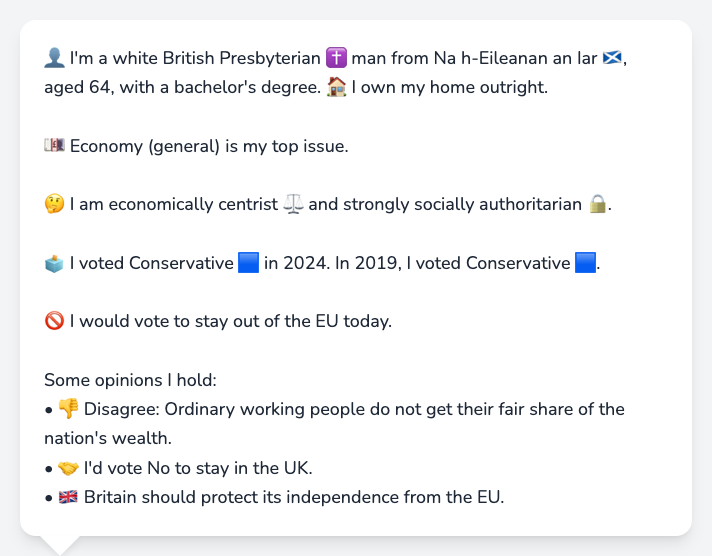 👤 I'm a white British Presbyterian ✝️ man from Na h-Eileanan an Iar 🏴󠁧󠁢󠁳󠁣󠁴󠁿,
aged 64, with a bachelor's degree. 🏠 I own my home outright.
💷 Economy (general) is my top issue.
🤔 I am economically centrist ⚖️ and strongly socially authoritarian 🔒.
🗳️ I voted Conservative 🟦 in 2024. In 2019, I voted Conservative 🟦.
🚫 I would vote to stay out of the EU today.
Some opinions I hold:
• 👎 Disagree: Ordinary working people do not get their fair share of the
nation's wealth.
• 🤝 I'd vote No to stay in the UK.
• 🇬🇧 Britain should protect its independence from the EU.